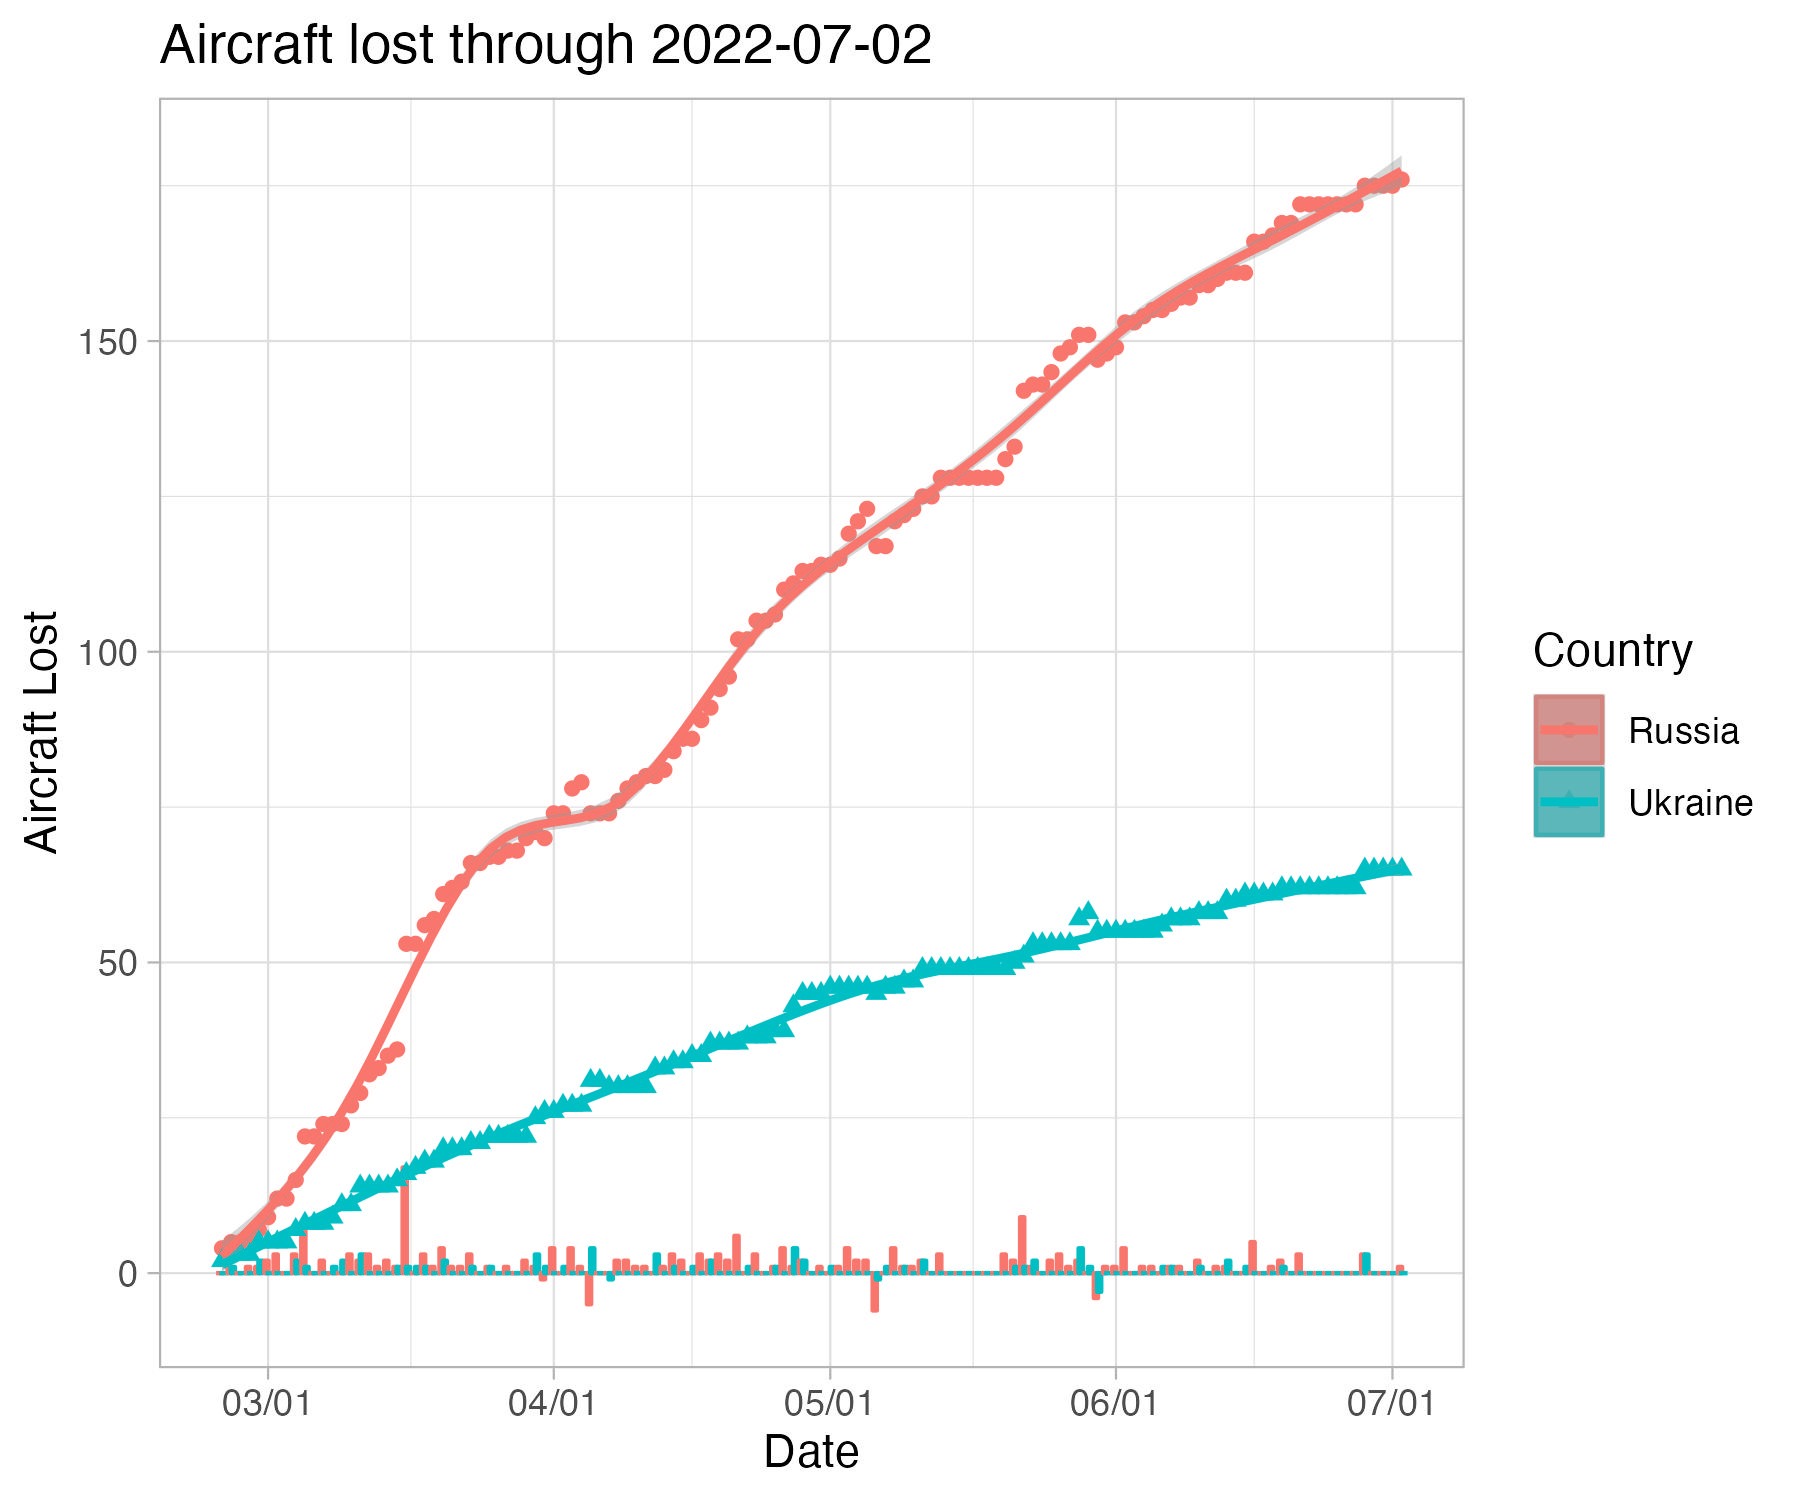 Aircraft lost through 2022-07-02
Aircraft Lost
150
100
50
0
03/01
04/01
05/01
06/01
07/01
Date
Country
Russia
Ukraine